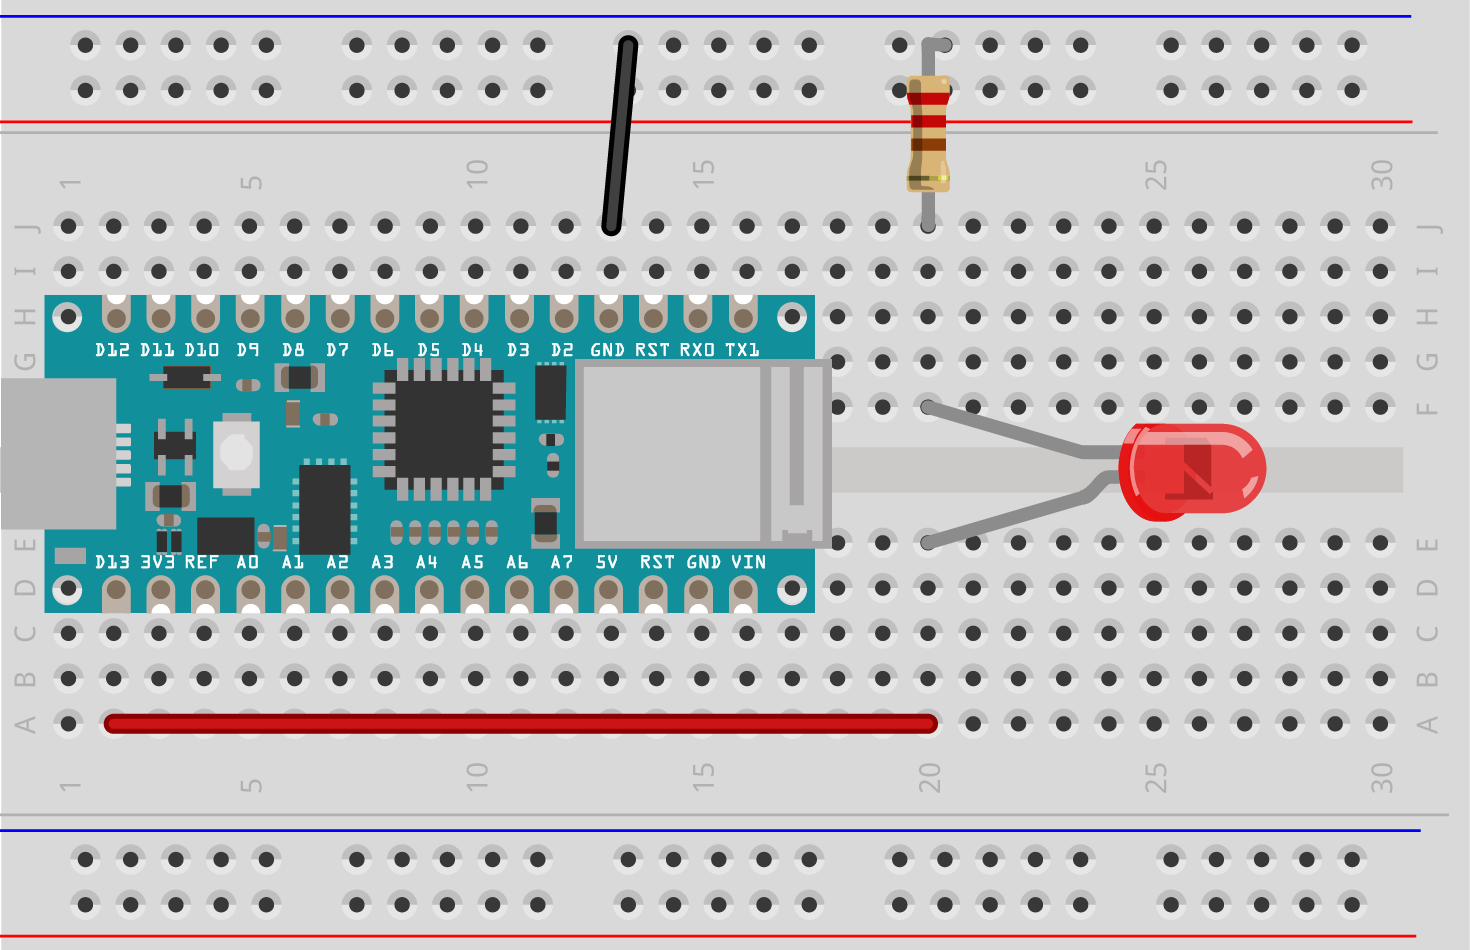 1 5 10 15 25 30
J J
I I
H H
G G
F
D12 D11 D10 D9 D8 D7 D6 D5 D4 D3 D2 GND RST RX0 TX1
D13 3V3 REF A0 A1 A2 A3 A4 A5 A6 A7 5V RST GND VIN
E E
D D
C C
B B
A A
1 5 10 15 20 25 30